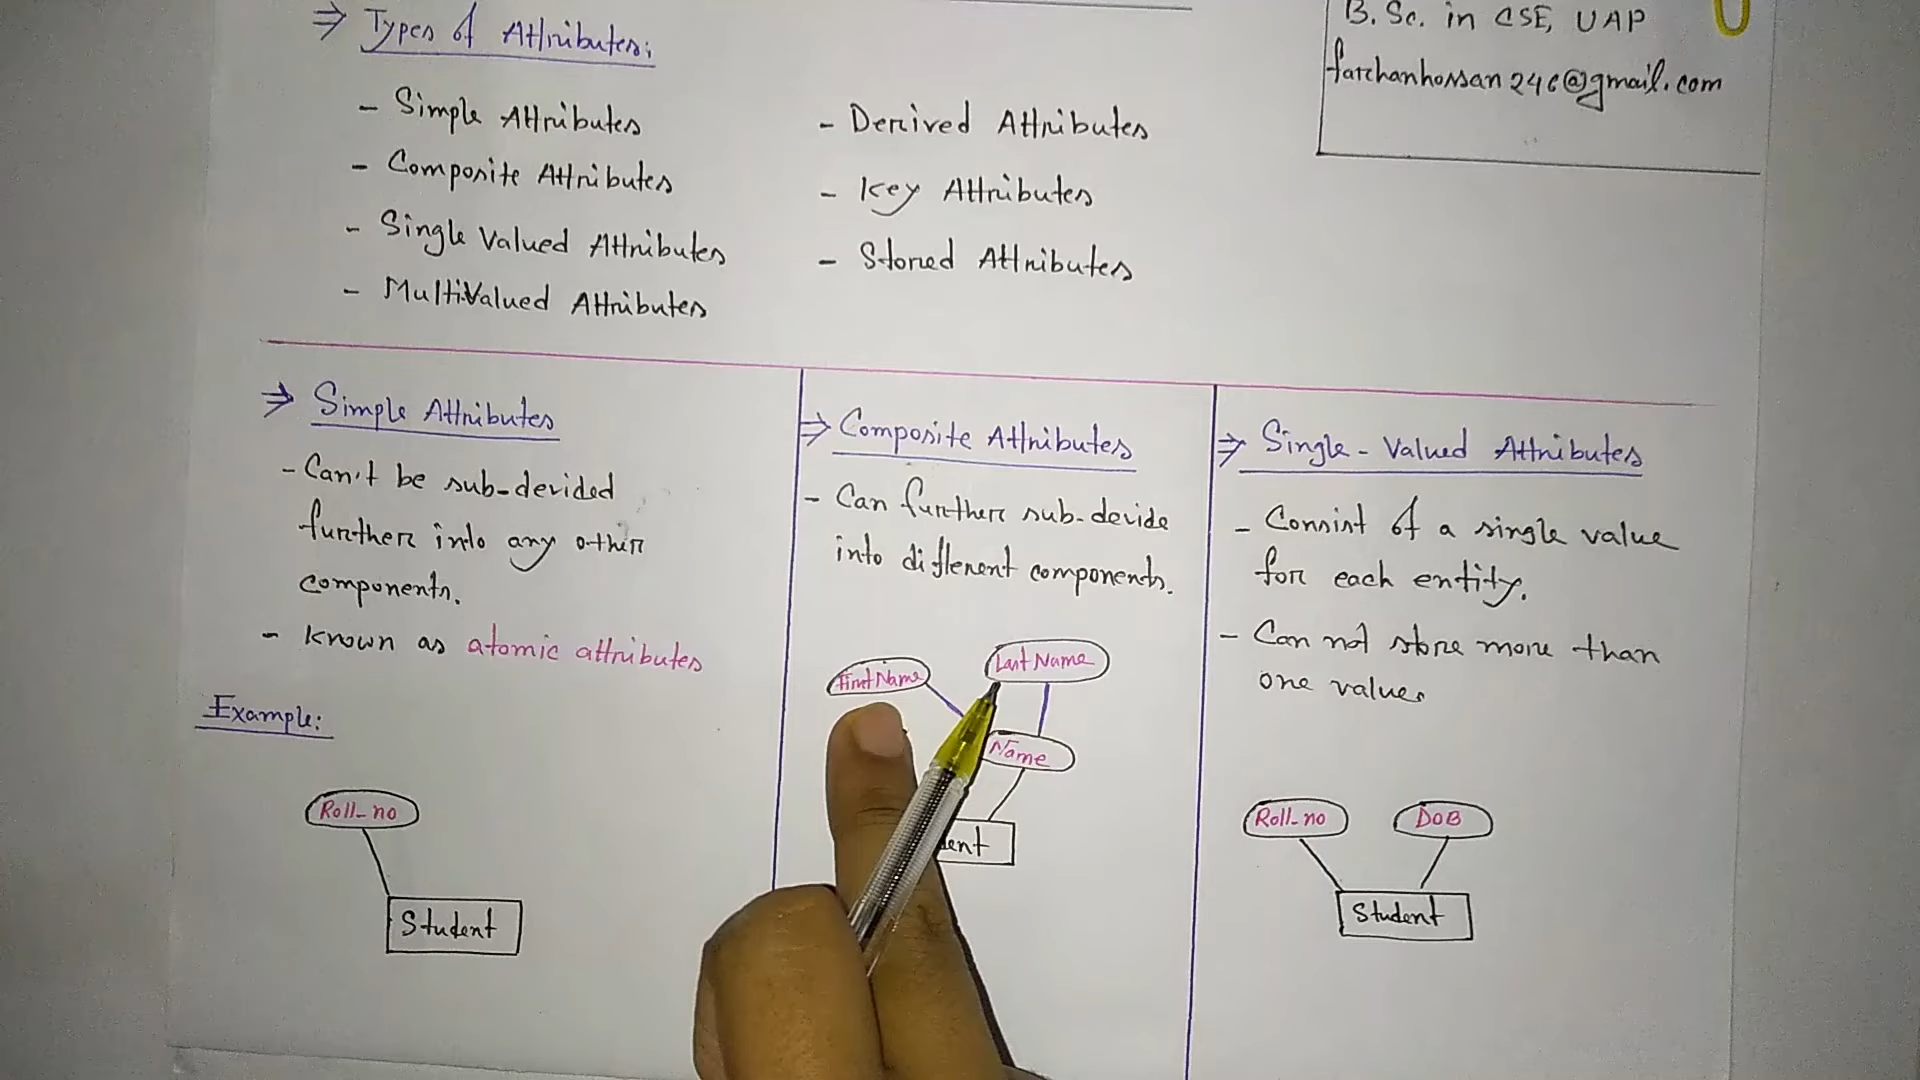 ⇒ Types of Attributes:
- Simple Attributes
- Composite Attributes
- Single Valued Attributes
- MultiValued Attributes
- Derived Attributes
- Key Attributes
- Stored Attributes
B. Sc. in CSE, UAP
farhanhossan246@gmail.com
⇒ Simple Attributes
- Can't be sub-devided
further into any other
components.
- Known as atomic attributes
Example:
Roll_no
Student
⇒ Composite Attributes
- Can further sub-devide
into different components.
First Name
Last Name
Name
dent
⇒ Single-Valued Attributes
- Consist of a single value
for each entity.
- Can not store more than
one value.
Roll_no
DOB
Student